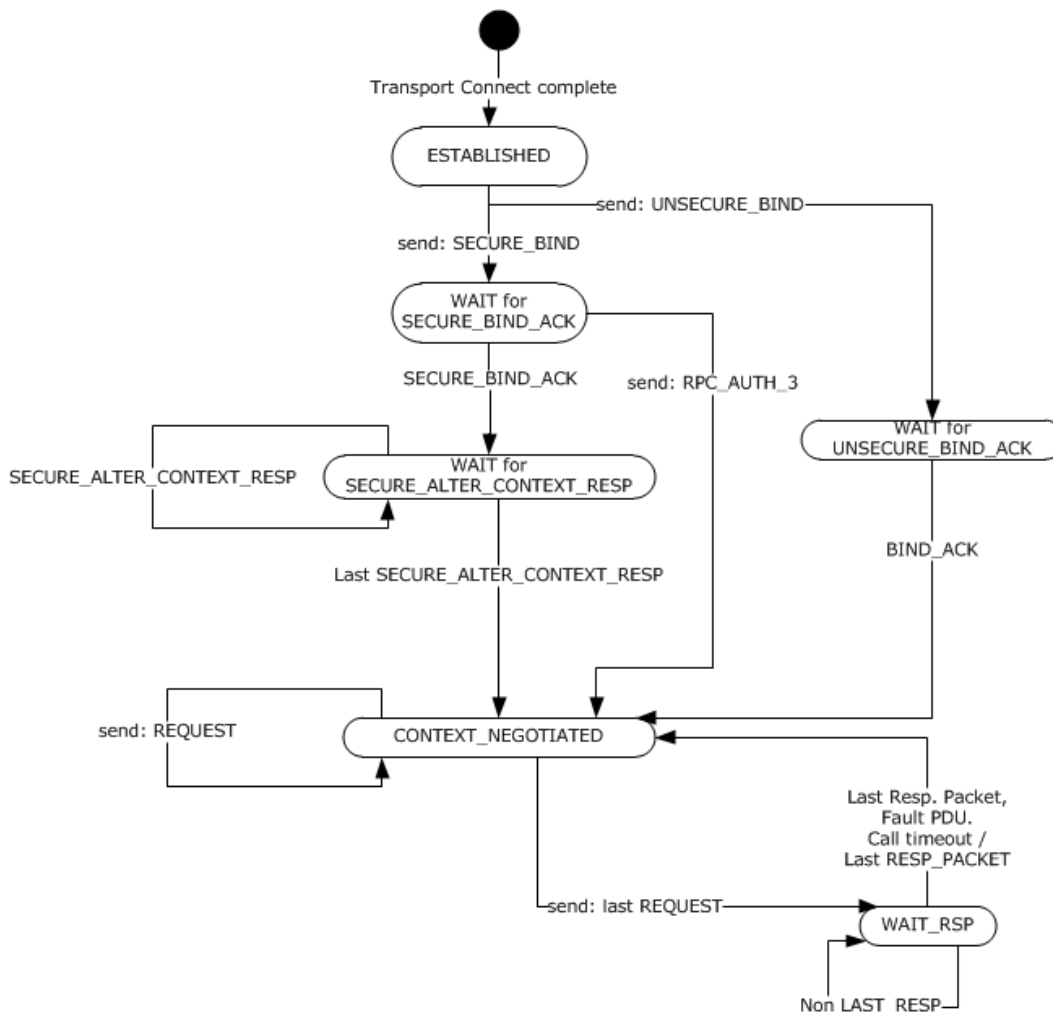 Transport Connect complete
ESTABLISHED
send: UNSECURE_BIND
send: SECURE_BIND
WAIT for
SECURE_BIND_ACK
SECURE_BIND_ACK
send: RPC_AUTH_3
WAIT for
UNSECURE_BIND_ACK
SECURE_ALTER_CONTEXT_RESP
WAIT for
SECURE_ALTER_CONTEXT_RESP
BIND_ACK
Last SECURE_ALTER_CONTEXT_RESP
send: REQUEST
CONTEXT_NEGOTIATED
Last Resp. Packet,
Fault PDU.
Call timeout /
Last RESP_PACKET
send: last REQUEST
WAIT_RSP
Non LAST_RESP